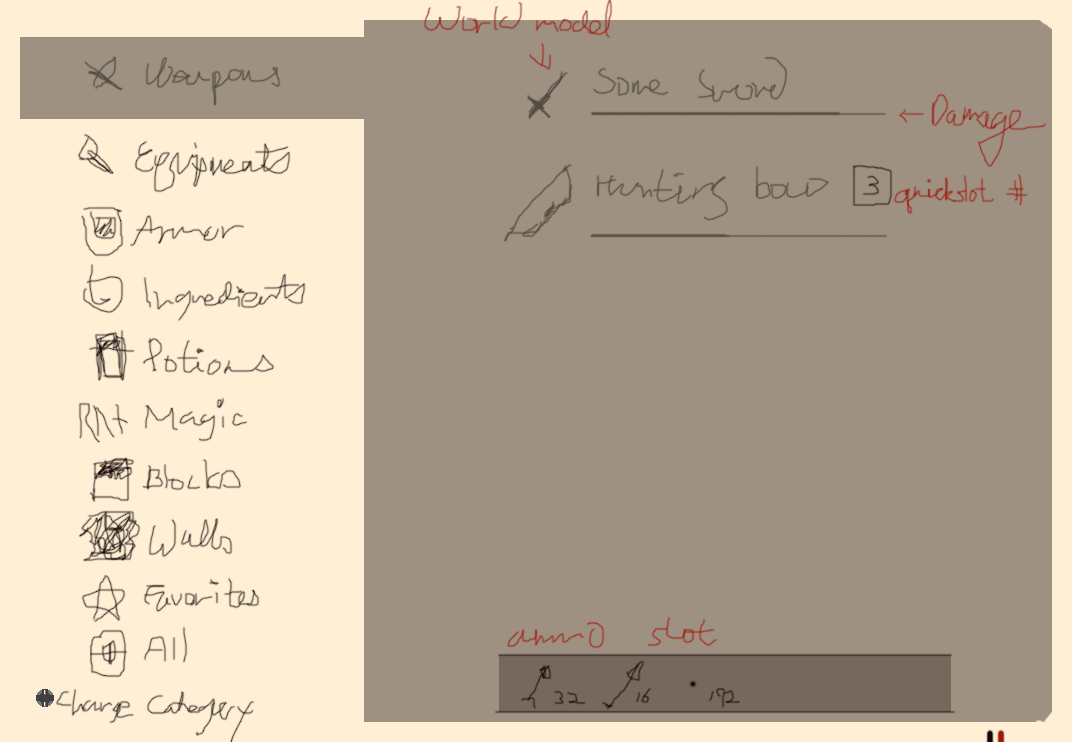 World model
Weapons
Some Sword
← Damage
Equipments
Hunting bow 3 quickslot #
Armor
Ingredients
Potions
Magic
Blocks
Walls
Favorites
All
Change Category
ammo slot
32 16 192